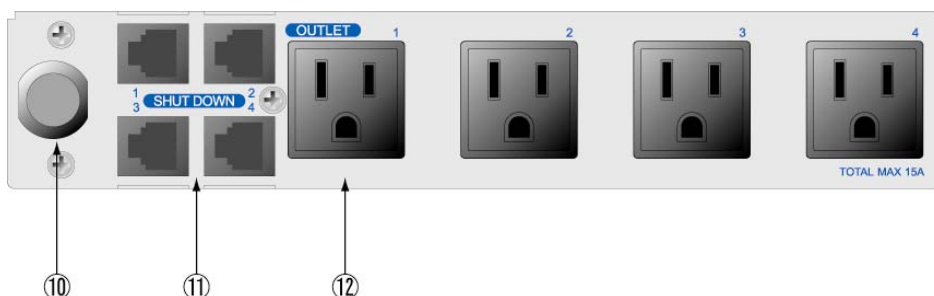 OUTLET 1 2 3 4
1 SHUT DOWN 2
3 4
TOTAL MAX 15A
⑩ ⑪ ⑫